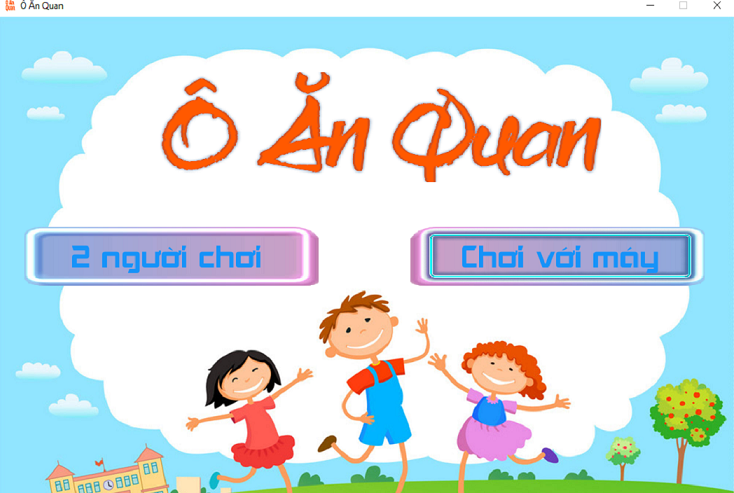 Ô Ăn Quan
Ô Ăn Quan
2 người chơi
Chơi với máy